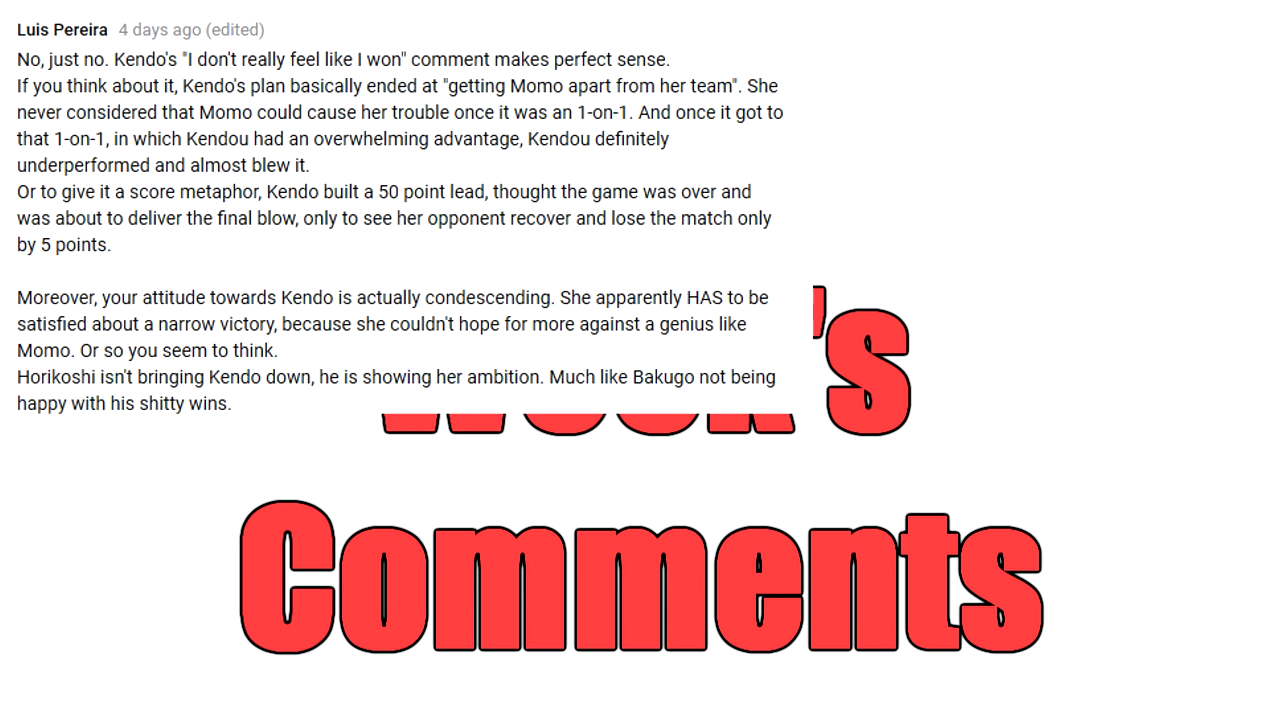 Luis Pereira 4 days ago (edited)
No, just no. Kendo's "I don't really feel like I won" comment makes perfect sense.
If you think about it, Kendo's plan basically ended at "getting Momo apart from her team". She
never considered that Momo could cause her trouble once it was an 1-on-1. And once it got to
that 1-on-1, in which Kendou had an overwhelming advantage, Kendou definitely
underperformed and almost blew it.
Or to give it a score metaphor, Kendo built a 50 point lead, thought the game was over and
was about to deliver the final blow, only to see her opponent recover and lose the match only
by 5 points.
Moreover, your attitude towards Kendo is actually condescending. She apparently HAS to be
satisfied about a narrow victory, because she couldn't hope for more against a genius like
Momo. Or so you seem to think.
Horikoshi isn't bringing Kendo down, he is showing her ambition. Much like Bakugo not being
happy with his shitty wins.
's
Comments